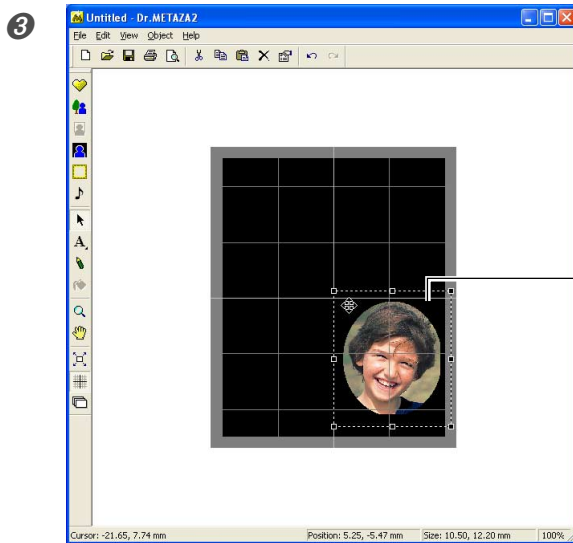 3
Untitled - Dr.METAZA2
File Edit View Object Help
A
Cursor: -21.65, 7.74 mm Position: 5.25, -5.47 mm Size: 10.50, 12.20 mm 100%